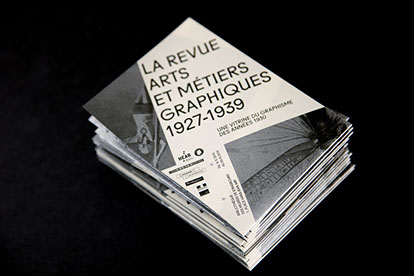 LA REVUE
ARTS
ET MÉTIERS
GRAPHIQUES
1927-1939
UNE VITRINE DU GRAPHISME
DES ANNÉES 1930
HEAR